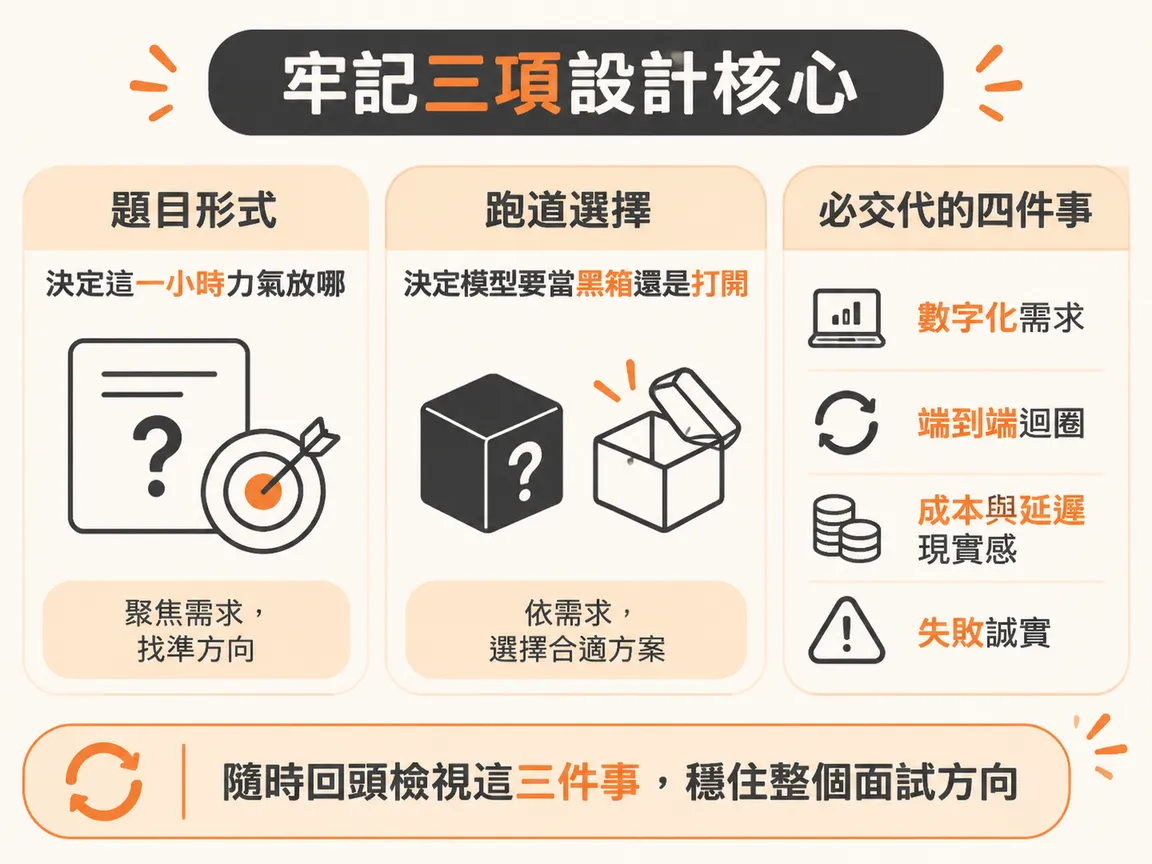 牢記三項設計核心
題目形式
決定這一小時力氣放哪
?
聚焦需求，
找準方向
跑道選擇
決定模型要當黑箱還是打開
?
依需求，
選擇合適方案
必交代的四件事
數字化需求
端到端迴圈
成本與延遲
現實感
失敗誠實
隨時回頭檢視這三件事，穩住整個面試方向